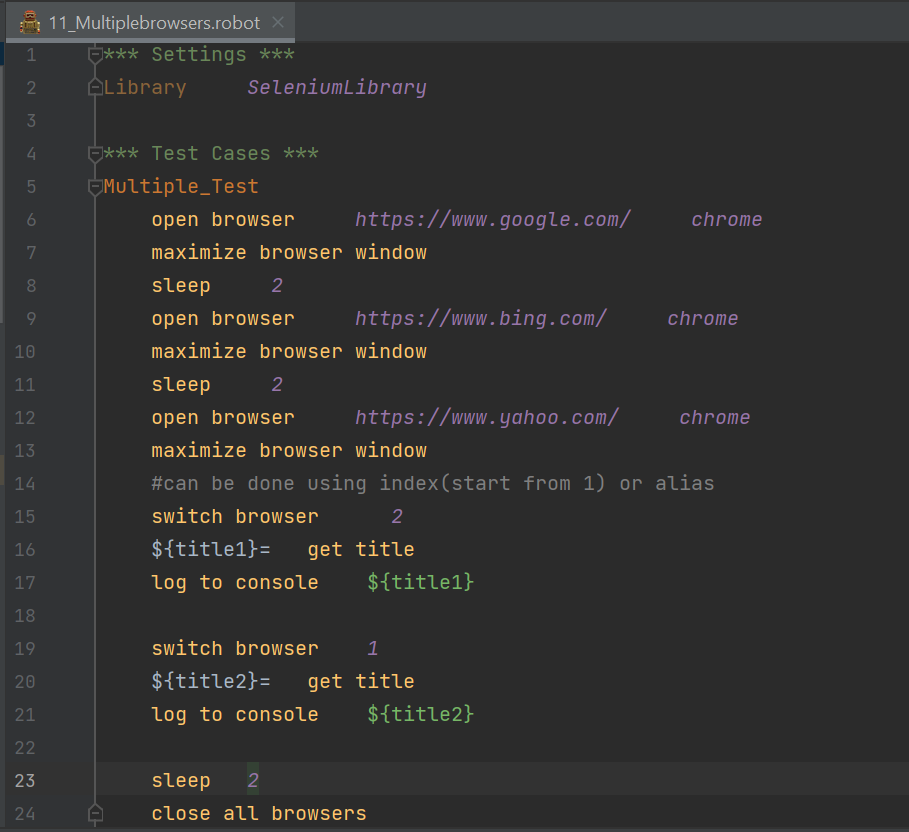 11_Multiplebrowsers.robot
1 *** Settings ***
2 Library     SeleniumLibrary
3
4 *** Test Cases ***
5 Multiple_Test
6     open browser     https://www.google.com/     chrome
7     maximize browser window
8     sleep     2
9     open browser     https://www.bing.com/     chrome
10     maximize browser window
11     sleep     2
12     open browser     https://www.yahoo.com/     chrome
13     maximize browser window
14     #can be done using index(start from 1) or alias
15     switch browser      2
16     ${title1}=   get title
17     log to console    ${title1}
18
19     switch browser    1
20     ${title2}=   get title
21     log to console    ${title2}
22
23     sleep   2
24     close all browsers